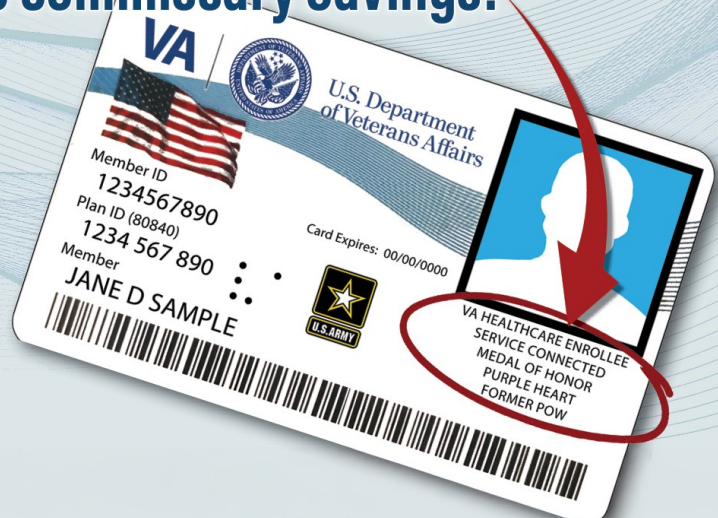 commissary savings!
VA
U.S. Department
of Veterans Affairs
Member ID
1234567890
Plan ID (80840)
1234 567 890
Member
JANE D SAMPLE
Card Expires: 00/00/0000
U.S.ARMY
VA HEALTHCARE ENROLLEE
SERVICE CONNECTED
MEDAL OF HONOR
PURPLE HEART
FORMER POW